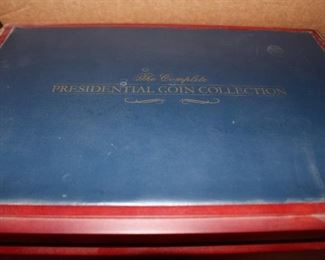 The Complete
PRESIDENTIAL COIN COLLECTION